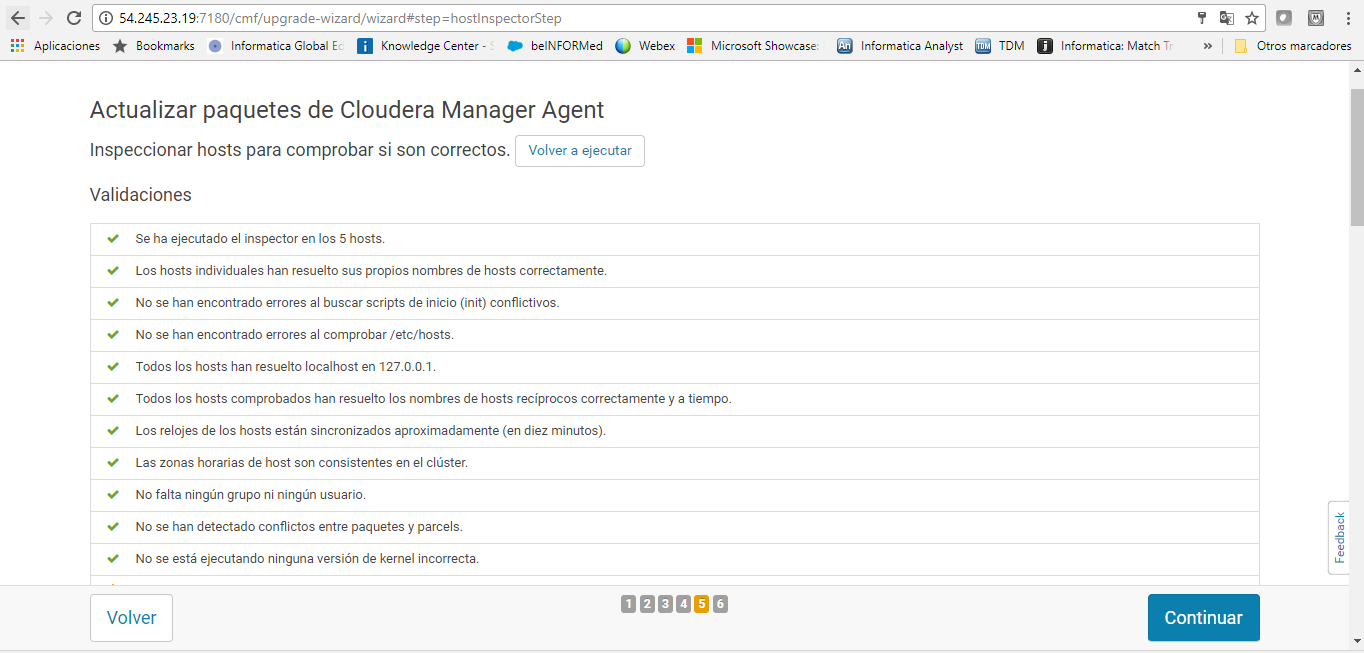 54.245.23.19:7180/cmf/upgrade-wizard/wizard#step=hostInspectorStep
Aplicaciones Bookmarks Informatica Global Ed Knowledge Center - S beINFORMed Webex Microsoft Showcase: An Informatica Analyst TDM TDM Informatica: Match Tr » Otros marcadores
Actualizar paquetes de Cloudera Manager Agent
Inspeccionar hosts para comprobar si son correctos. Volver a ejecutar
Validaciones
Se ha ejecutado el inspector en los 5 hosts.
Los hosts individuales han resuelto sus propios nombres de hosts correctamente.
No se han encontrado errores al buscar scripts de inicio (init) conflictivos.
No se han encontrado errores al comprobar /etc/hosts.
Todos los hosts han resuelto localhost en 127.0.0.1.
Todos los hosts comprobados han resuelto los nombres de hosts recíprocos correctamente y a tiempo.
Los relojes de los hosts están sincronizados aproximadamente (en diez minutos).
Las zonas horarias de host son consistentes en el clúster.
No falta ningún grupo ni ningún usuario.
No se han detectado conflictos entre paquetes y parcels.
No se está ejecutando ninguna versión de kernel incorrecta.
Feedback
Volver 1 2 3 4 5 6 Continuar